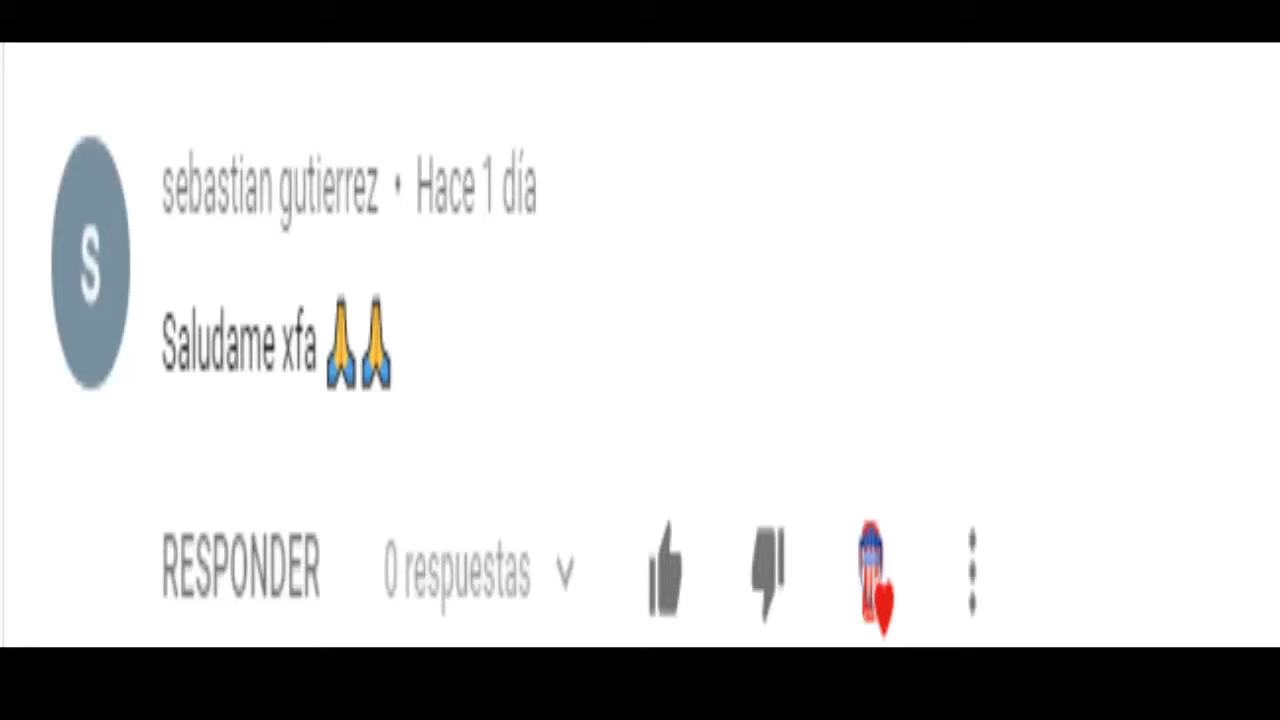 S
sebastian gutierrez • Hace 1 día
Saludame xfa 🙏🙏
RESPONDER 0 respuestas